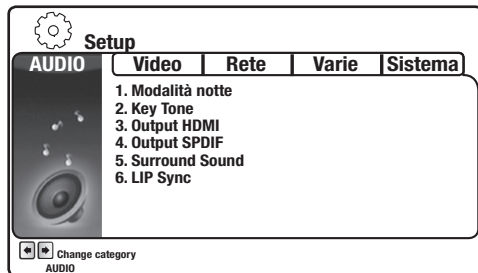 Setup
AUDIO Video Rete Varie Sistema
1. Modalità notte
2. Key Tone
3. Output HDMI
4. Output SPDIF
5. Surround Sound
6. LIP Sync
Change category
AUDIO